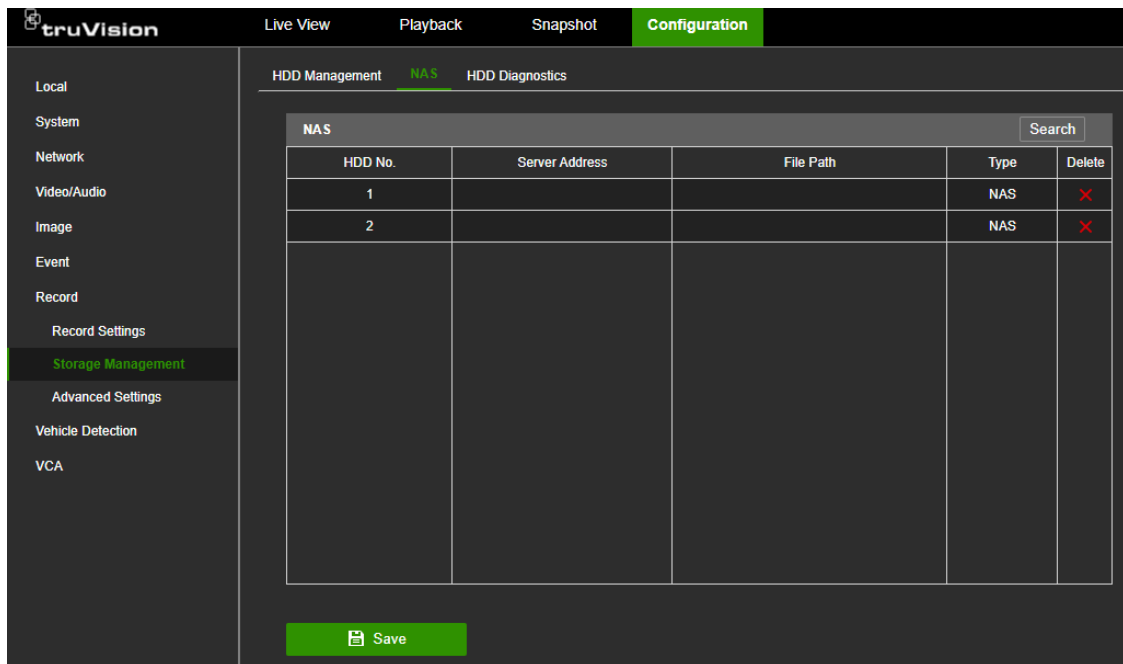 truVision
Live View Playback Snapshot Configuration
HDD Management NAS HDD Diagnostics
Local
System
Network
Video/Audio
Image
Event
Record
Record Settings
Storage Management
Advanced Settings
Vehicle Detection
VCA
NAS Search
HDD No. Server Address File Path Type Delete
1 NAS
2 NAS
Save